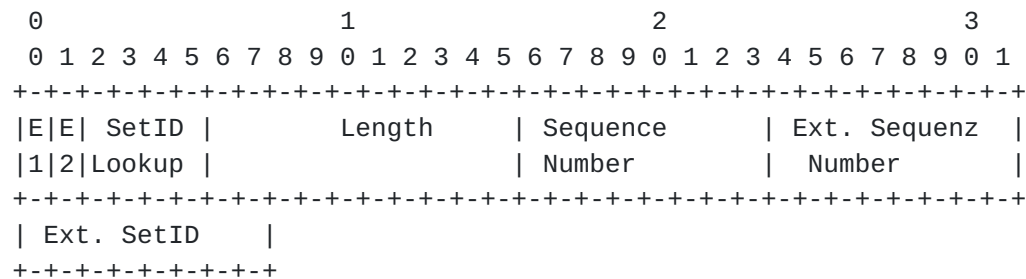 0                   1                   2                   3
 0 1 2 3 4 5 6 7 8 9 0 1 2 3 4 5 6 7 8 9 0 1 2 3 4 5 6 7 8 9 0 1
+-+-+-+-+-+-+-+-+-+-+-+-+-+-+-+-+-+-+-+-+-+-+-+-+-+-+-+-+-+-+-+-+
|E|E| SetID |        Length     | Sequence      | Ext. Sequenz  |
|1|2|Lookup |                   | Number        |  Number       |
+-+-+-+-+-+-+-+-+-+-+-+-+-+-+-+-+-+-+-+-+-+-+-+-+-+-+-+-+-+-+-+-+
| Ext. SetID    |
+-+-+-+-+-+-+-+-+